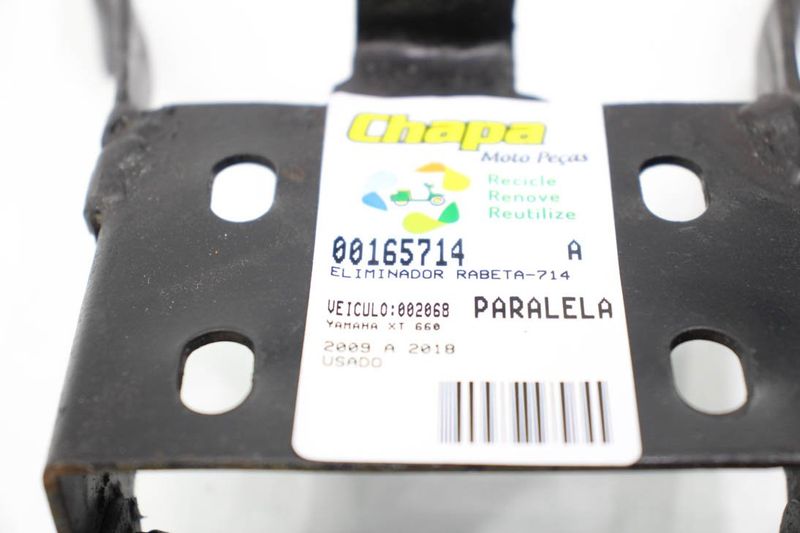 Chapa
Moto Peças
Recicle
Renove
Reutilize
00165714 A
ELIMINADOR RABETA-714
VEICULO:002068 PARALELA
YAMAHA XT 660
2009 A 2018
USADO